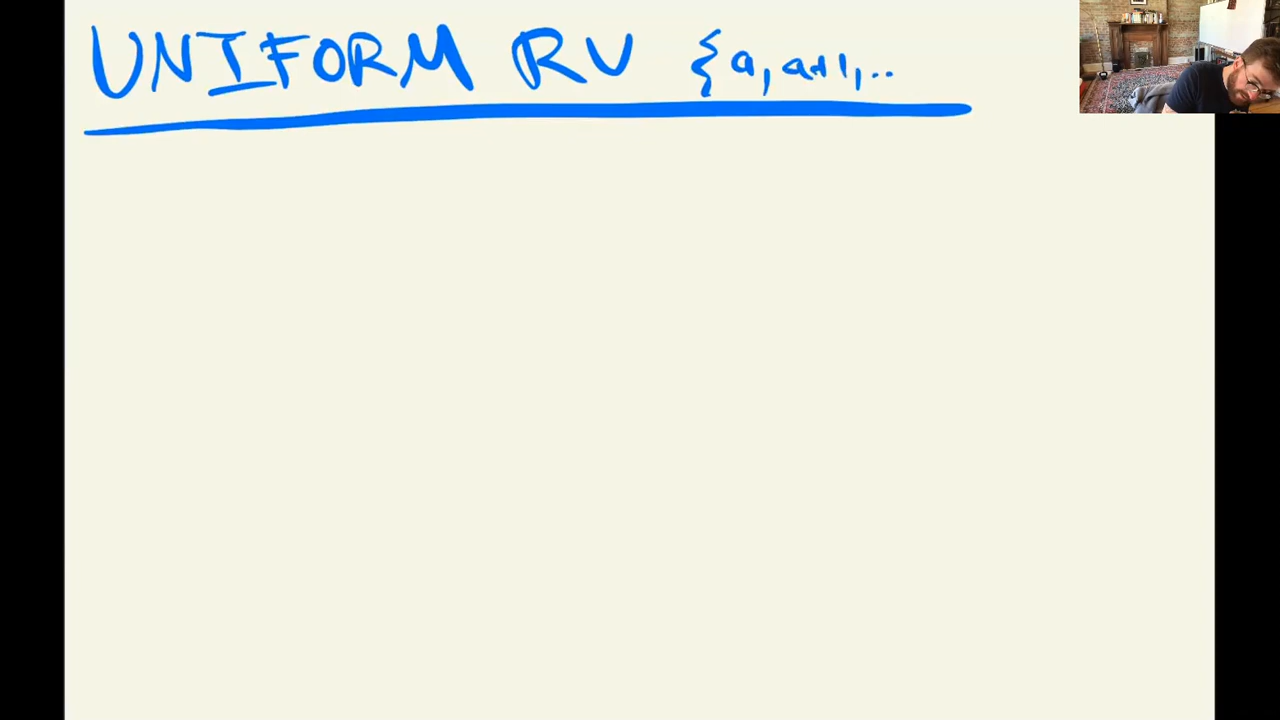 UNIFORM RV {a, a+1, ..